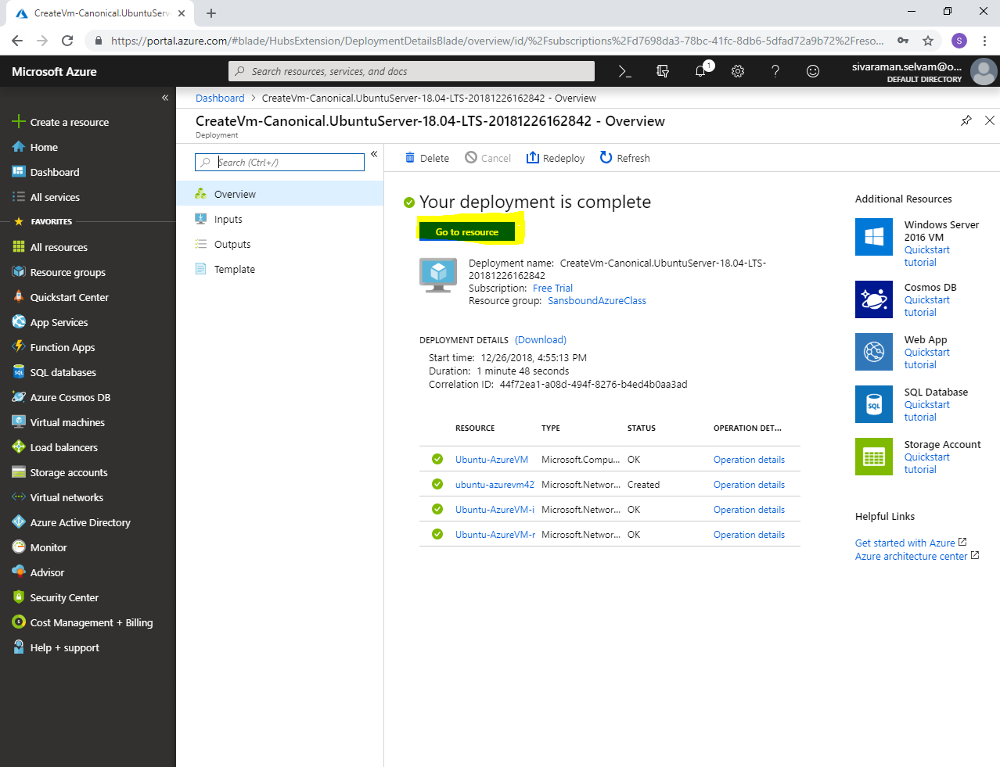 CreateVm-Canonical.UbuntuServ
https://portal.azure.com/#blade/HubsExtension/DeploymentDetailsBlade/overview/id/%2Fsubscriptions%2Fd7698da3-78bc-41fc-8db6-5dfad72a9b72%2Freso...
S
Microsoft Azure
Search resources, services, and docs
1
sivaraman.selvam@o...
DEFAULT DIRECTORY
Create a resource
Home
Dashboard
All services
FAVORITES
All resources
Resource groups
Quickstart Center
App Services
Function Apps
SQL databases
Azure Cosmos DB
Virtual machines
Load balancers
Storage accounts
Virtual networks
Azure Active Directory
Monitor
Advisor
Security Center
Cost Management + Billing
Help + support
Dashboard > CreateVm-Canonical.UbuntuServer-18.04-LTS-20181226162842 - Overview
CreateVm-Canonical.UbuntuServer-18.04-LTS-20181226162842 - Overview
Deployment
Search (Ctrl+/)
Overview
Inputs
Outputs
Template
Delete Cancel Redeploy Refresh
Your deployment is complete
Go to resource
Deployment name: CreateVm-Canonical.UbuntuServer-18.04-LTS-
20181226162842
Subscription: Free Trial
Resource group: SansboundAzureClass
DEPLOYMENT DETAILS (Download)
Start time: 12/26/2018, 4:55:13 PM
Duration: 1 minute 48 seconds
Correlation ID: 44f72ea1-a08d-494f-8276-b4ed4b0aa3ad
RESOURCE TYPE STATUS OPERATION DET...
Ubuntu-AzureVM Microsoft.Compu... OK Operation details
ubuntu-azurevm42 Microsoft.Networ... Created Operation details
Ubuntu-AzureVM-i Microsoft.Networ... OK Operation details
Ubuntu-AzureVM-r Microsoft.Networ... OK Operation details
Additional Resources
Windows Server
2016 VM
Quickstart
tutorial
Cosmos DB
Quickstart
tutorial
Web App
Quickstart
tutorial
SQL
SQL Database
Quickstart
tutorial
Storage Account
Quickstart
tutorial
Helpful Links
Get started with Azure
Azure architecture center